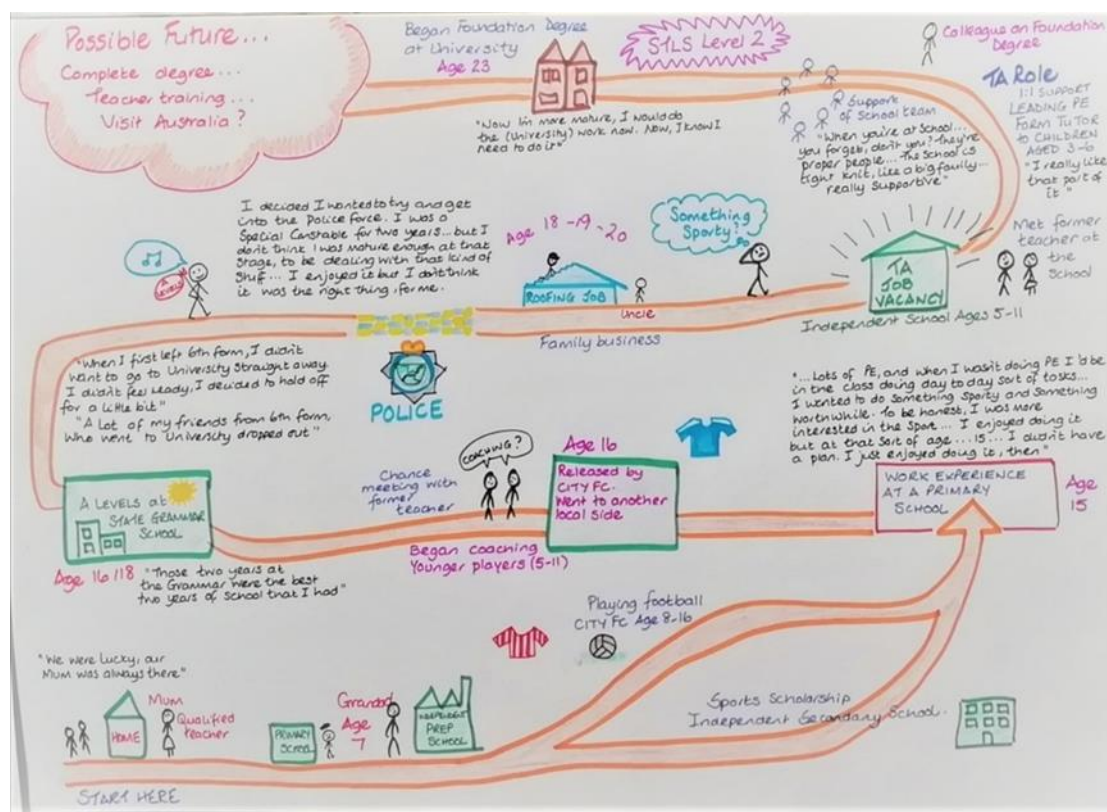 Possible Future...
Complete degree...
Teacher training...
Visit Australia?
Began Foundation Degree
at University
Age 23
"Now I'm more mature, I would do
the (University) work now. Now, I know I
need to do it"
STLS Level 2
Support
of School team
"When you're at School...
you forget, don't you? They're
proper people... The School is
tight knit, like a big family...
really supportive"
Colleague on Foundation
Degree
TA Role
1:1 SUPPORT
LEADING PE
FORM TUTOR
to CHILDREN
AGED 3-6
"I really like
that part of
it"
A LEVELS
I decided I wanted to try and get
into the Police Force. I was a
Special Constable for two years... but I
don't think I was mature enough at that
stage, to be dealing with that kind of
stuff... I enjoyed it but I don't think
it was the right thing, for me.
Age 18-19-20
ROOFING JOB
Uncle
Family business
Something
Sporty?
TA
JOB
VACANCY
Independent School Ages 5-11
Met former
teacher at
the
School
"When I first left 6th form, I didn't
want to go to University Straight away
I didn't feel ready, I decided to hold off
for a little bit"
"A lot of my friends from 6th form,
who went to University dropped out"
POLICE
"...Lots of PE, and when I wasn't doing PE I'd be
in the class doing day to day sort of tasks...
I wanted to do something sporty and something
worthwhile. To be honest, I was more
interested in the sport... I enjoyed doing it
but at that sort of age ...15... I didn't have
a plan. I just enjoyed doing it, then"
A LEVELS at
STATE GRAMMAR
SCHOOL
Age 16/18
"Those two years at
the Grammar were the best
two years of school that I had"
Chance
meeting with
former
teacher
COACHING?
Began coaching
Younger players (5-11)
Age 16
Released by
CITY FC.
Went to another
local side
WORK EXPERIENCE
AT A PRIMARY
SCHOOL
Age
15
Playing football
CITY FC Age 8-16
Sports Scholarship
Independent Secondary School.
"We were lucky, our
Mum was always there"
HOME
Mum
Qualified
teacher
PRIMARY
SCHOOL
Grandad
Age
7
INDEPENDENT
PREP
SCHOOL
START HERE